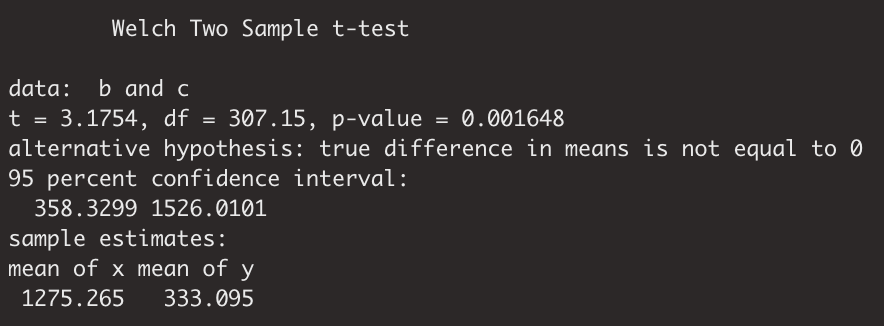 Welch Two Sample t-test
data:  b and c
t = 3.1754, df = 307.15, p-value = 0.001648
alternative hypothesis: true difference in means is not equal to 0
95 percent confidence interval:
358.3299 1526.0101
sample estimates:
mean of x mean of y
1275.265   333.095